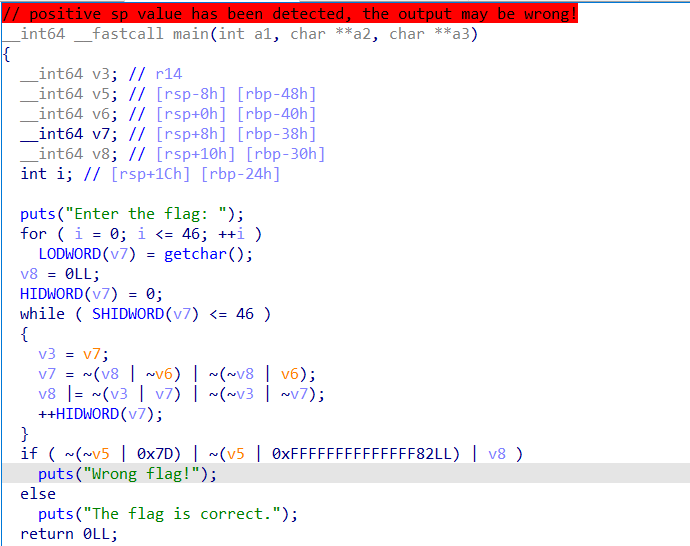 // positive sp value has been detected, the output may be wrong!
__int64 __fastcall main(int a1, char **a2, char **a3)
{
  __int64 v3; // r14
  __int64 v5; // [rsp-8h] [rbp-48h]
  __int64 v6; // [rsp+0h] [rbp-40h]
  __int64 v7; // [rsp+8h] [rbp-38h]
  __int64 v8; // [rsp+10h] [rbp-30h]
  int i; // [rsp+1Ch] [rbp-24h]

  puts("Enter the flag: ");
  for ( i = 0; i <= 46; ++i )
    LODWORD(v7) = getchar();
  v8 = 0LL;
  HIDWORD(v7) = 0;
  while ( SHIDWORD(v7) <= 46 )
  {
    v3 = v7;
    v7 = ~(v8 | ~v6) | ~(~v8 | v6);
    v8 |= ~(v3 | v7) | ~(~v3 | ~v7);
    ++HIDWORD(v7);
  }
  if ( ~(~v5 | 0x7D) | ~(v5 | 0xFFFFFFFFFFFFFF82LL) | v8 )
    puts("Wrong flag!");
  else
    puts("The flag is correct.");
  return 0LL;